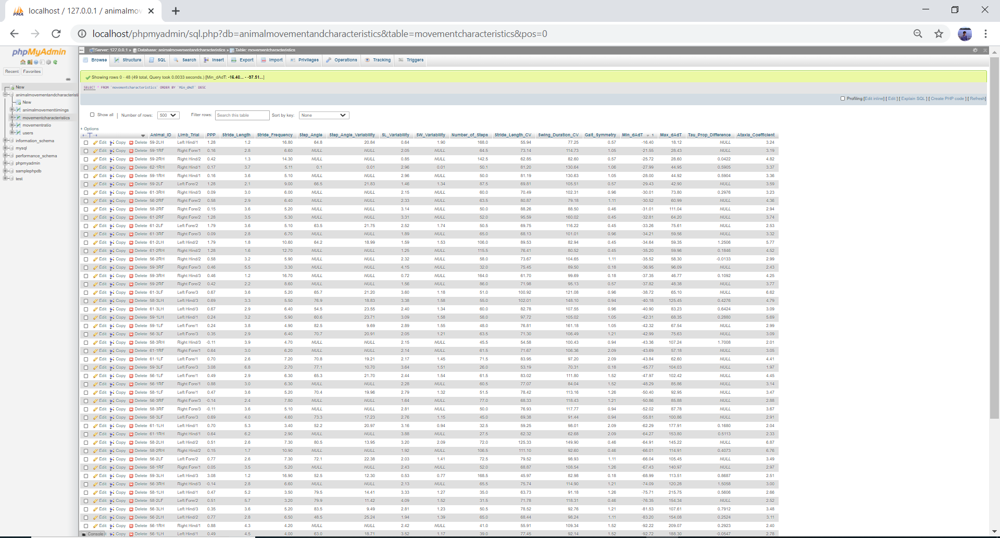 localhost / 127.0.0.1 / animalmov
localhost/phpmyadmin/sql.php?db=animalmovementandcharacteristics&table=movementcharacteristics&pos=0
phpMyAdmin
Recent Favorites
New
animalmovementandcharacteristi
New
animalmovementtimings
movementcharacteristics
movementratio
users
information_schema
mysql
performance_schema
phpmyadmin
samplephpdb
test
Server: 127.0.0.1 » Database: animalmovementandcharacteristics » Table: movementcharacteristics
Browse Structure SQL Search Insert Export Import Privileges Operations Tracking Triggers
Showing rows 0 - 48 (49 total, Query took 0.0033 seconds.) [Min_dAdT: -16.40... - -97.51...]
SELECT * FROM `movementcharacteristics` ORDER BY `Min_dAdT` DESC
Profiling [Edit inline] [ Edit ] [ Explain SQL ] [ Create PHP code ] [ Refresh]
Show all | Number of rows: 500 Filter rows: Search this table Sort by key: None
+ Options
Animal_ID Limb_Trial PPP Stride_Length Stride_Frequency Step_Angle Step_Angle_Variability SL_Variability SW_Variability Number_of_Steps Stride_Length_CV Swing_Duration_CV Gait_Symmetry Min_dAdT 1 Max_dAdT Tau_Prop_Difference Ataxia_Coefficient
Edit Copy Delete 59-2LH Left Hind/1 1.28 1.2 16.80 64.8 20.84 0.64 1.90 168.0 55.94 77.25 0.57 -16.40 18.12 NULL 3.24
Edit Copy Delete 59-1RF Right Fore/1 0.16 2.8 6.60 NULL NULL 2.05 NULL 64.5 73.14 114.73 1.05 -21.55 28.43 NULL 3.19
Edit Copy Delete 59-2RH Right Hind/2 0.42 1.3 14.30 NULL NULL 0.85 NULL 142.5 62.85 82.60 0.57 -25.72 28.60 0.0422 4.82
Edit Copy Delete 62-1RH Right Hind/1 0.17 3.7 5.11 0.1 0.01 2.96 0.01 50.1 81.20 130.64 1.06 -27.99 44.95 0.5905 3.37
Edit Copy Delete 59-1RH Right Hind/1 0.16 3.6 5.10 NULL NULL 2.96 NULL 50.0 81.19 130.63 1.05 -28.00 44.92 0.5904 3.36
Edit Copy Delete 59-2LF Left Fore/2 1.28 2.1 9.00 66.5 21.83 1.46 1.34 87.5 69.81 105.51 0.57 -29.43 42.90 NULL 3.59
Edit Copy Delete 61-3RH Right Hind/3 0.09 3.0 6.00 NULL NULL 2.15 NULL 60.0 70.49 102.31 0.96 -30.01 73.80 0.2976 3.23
Edit Copy Delete 56-2RF Right Fore/2 0.58 2.9 6.40 NULL NULL 2.33 NULL 63.5 80.87 79.18 1.11 -30.52 60.99 NULL 4.36
Edit Copy Delete 58-2RF Right Fore/2 0.15 3.6 5.20 NULL NULL 3.14 NULL 50.0 88.26 88.50 0.46 -31.01 111.04 NULL 2.94
Edit Copy Delete 61-2RF Right Fore/2 1.28 3.5 5.30 NULL NULL 3.31 NULL 52.0 95.59 160.02 0.45 -32.81 64.20 NULL 3.74
Edit Copy Delete 61-2LF Left Fore/2 1.79 3.6 5.10 63.5 21.75 2.52 1.74 50.5 69.75 116.22 0.45 -33.26 75.61 NULL 2.53
Edit Copy Delete 61-3RF Right Fore/3 0.09 2.8 6.70 NULL NULL 1.89 NULL 65.0 68.13 101.01 0.96 -34.21 59.56 NULL 3.32
Edit Copy Delete 61-2LH Left Hind/2 1.79 1.8 10.60 64.2 18.99 1.59 1.53 106.0 89.53 82.94 0.45 -34.64 59.35 1.2506 5.77
Edit Copy Delete 61-2RH Right Hind/2 1.28 1.6 12.70 NULL NULL 1.25 NULL 115.5 76.41 80.52 0.45 -35.20 59.96 0.1846 4.52
Edit Copy Delete 56-2RH Right Hind/2 0.58 3.2 5.90 NULL NULL 2.32 NULL 58.0 73.67 104.65 1.11 -35.52 58.30 -0.0133 2.99
Edit Copy Delete 59-3RF Right Fore/3 0.46 5.5 3.30 NULL NULL 4.15 NULL 32.0 75.45 89.50 0.18 -36.95 96.09 NULL 2.43
Edit Copy Delete 59-3RH Right Hind/3 0.46 1.2 16.70 NULL NULL 0.72 NULL 164.0 61.70 99.69 0.18 -37.35 46.77 0.1092 4.25
Edit Copy Delete 59-2RF Right Fore/2 0.42 2.2 8.60 NULL NULL 1.56 NULL 86.0 71.98 95.13 0.57 -37.82 48.38 NULL 3.77
Edit Copy Delete 61-3LF Left Fore/3 0.67 3.6 5.20 65.7 21.20 3.60 1.18 51.0 100.92 121.08 0.96 -38.72 65.10 NULL 6.62
Edit Copy Delete 58-3LH Left Hind/3 0.69 3.3 5.50 76.9 18.83 3.38 1.58 55.0 102.01 148.10 0.94 -40.18 125.45 0.4276 4.79
Edit Copy Delete 61-3LH Left Hind/3 0.67 2.9 6.40 54.5 23.55 2.40 1.34 60.0 82.78 107.55 0.96 -40.90 83.23 0.6424 3.09
Edit Copy Delete 59-1LH Left Hind/1 0.24 3.2 5.90 60.6 23.71 3.09 1.58 58.0 97.72 105.02 1.05 -42.31 68.35 0.2880 5.69
Edit Copy Delete 59-1LF Left Fore/1 0.24 3.8 4.90 82.5 9.69 2.89 1.55 48.0 76.81 161.18 1.05 -42.32 67.54 NULL 2.99
Edit Copy Delete 56-3LF Left Fore/3 0.35 2.9 6.40 70.7 20.91 2.05 1.21 63.5 71.30 106.49 1.21 -42.99 75.63 NULL 3.09
Edit Copy Delete 58-3RH Right Hind/3 -0.11 3.9 4.70 NULL NULL 2.15 NULL 45.5 54.58 100.43 0.94 -43.36 107.24 1.7008 2.01
Edit Copy Delete 61-1RF Right Fore/1 0.64 3.0 6.20 NULL NULL 2.14 NULL 61.5 71.67 106.36 2.09 -43.69 57.18 NULL 3.05
Edit Copy Delete 61-1LF Left Fore/1 0.70 2.6 7.20 70.8 19.21 2.17 1.45 71.5 83.95 97.20 2.09 -43.84 62.60 NULL 4.41
Edit Copy Delete 59-3LF Left Fore/3 3.08 6.8 2.70 77.1 10.70 3.64 1.51 26.0 53.19 70.31 0.18 -45.77 104.03 NULL 1.97
Edit Copy Delete 56-1LF Left Fore/1 0.49 2.9 6.30 65.3 21.70 2.44 1.54 61.5 83.02 111.80 1.52 -47.97 102.42 NULL 4.45
Edit Copy Delete 56-1RF Right Fore/1 0.88 3.0 6.30 NULL NULL 2.28 NULL 60.5 77.07 84.04 1.52 -48.29 85.86 NULL 3.14
Edit Copy Delete 58-1LF Left Fore/1 0.47 3.6 5.20 70.4 19.96 2.79 1.32 51.5 78.42 113.16 1.26 -50.40 92.95 NULL 3.47
Edit Copy Delete 56-3RF Right Fore/3 -0.14 2.4 7.80 NULL NULL 1.64 NULL 77.0 68.33 118.43 1.21 -50.86 85.88 NULL 2.88
Edit Copy Delete 58-3RF Right Fore/3 -0.11 3.6 5.10 NULL NULL 2.81 NULL 50.0 76.93 117.77 0.94 -52.02 87.78 NULL 3.67
Edit Copy Delete 58-3LF Left Fore/3 0.69 4.0 4.60 73.3 17.23 2.76 1.15 45.0 69.38 91.44 0.94 -55.81 100.86 NULL 2.91
Edit Copy Delete 61-1LH Left Hind/1 0.70 5.3 3.40 52.2 20.97 3.16 0.94 32.5 59.25 98.01 2.09 -62.29 177.91 0.1680 2.04
Edit Copy Delete 61-1RH Right Hind/1 0.64 6.2 2.90 NULL NULL 3.88 NULL 27.5 62.32 62.68 2.09 -64.27 153.80 0.5113 2.33
Edit Copy Delete 58-2LH Left Hind/2 0.51 2.6 7.30 80.5 13.95 3.20 2.09 72.0 125.33 149.90 0.46 -64.91 145.22 NULL 6.87
Edit Copy Delete 58-2RH Right Hind/2 0.15 1.7 10.90 NULL NULL 1.92 NULL 106.5 111.10 92.60 0.46 -66.01 114.91 0.4073 6.76
Edit Copy Delete 56-2LF Left Fore/2 0.77 2.6 7.30 72.1 22.38 2.03 1.41 72.5 79.52 98.93 1.11 -66.04 105.45 NULL 3.49
Edit Copy Delete 58-1RF Right Fore/1 0.05 3.5 5.20 NULL NULL 2.43 NULL 52.0 68.87 108.54 1.26 -67.43 140.97 NULL 2.97
Edit Copy Delete 59-3LH Left Hind/3 3.08 1.2 16.90 52.5 12.30 0.53 0.77 168.5 45.97 82.98 0.18 -68.99 113.51 0.8687 2.51
Edit Copy Delete 56-3RH Right Hind/3 -0.14 2.8 6.60 NULL NULL 2.13 NULL 65.5 75.74 114.90 1.21 -74.09 120.28 1.5058 3.00
Edit Copy Delete 58-1LH Left Hind/1 0.47 5.2 3.50 79.5 14.41 3.33 1.27 35.0 63.73 91.18 1.26 -75.71 215.75 0.5606 2.66
Edit Copy Delete 58-2LF Left Fore/2 0.51 5.7 3.20 79.9 11.42 4.09 1.52 31.5 71.78 118.31 0.46 -76.35 154.34 NULL 2.52
Edit Copy Delete 56-3LH Left Hind/3 0.35 3.6 5.20 83.5 9.49 2.81 1.23 50.5 78.52 92.76 1.21 -81.53 107.61 0.7912 3.48
Edit Copy Delete 56-2LH Left Hind/2 0.77 2.8 6.50 48.5 25.24 1.94 1.39 65.0 68.44 98.24 1.11 -83.20 154.08 0.2524 3.11
Edit Copy Delete 56-1RH Right Hind/1 0.88 4.3 4.20 NULL NULL 2.42 NULL 41.0 55.91 109.34 1.52 -92.22 209.07 0.2923 2.40
Console 56-1LH Left Hind/1 0.49 4.5 4.00 63.0 18.71 3.52 1.17 39.0 77.45 92.14 1.52 -92.72 188.30 -0.0547 2.78